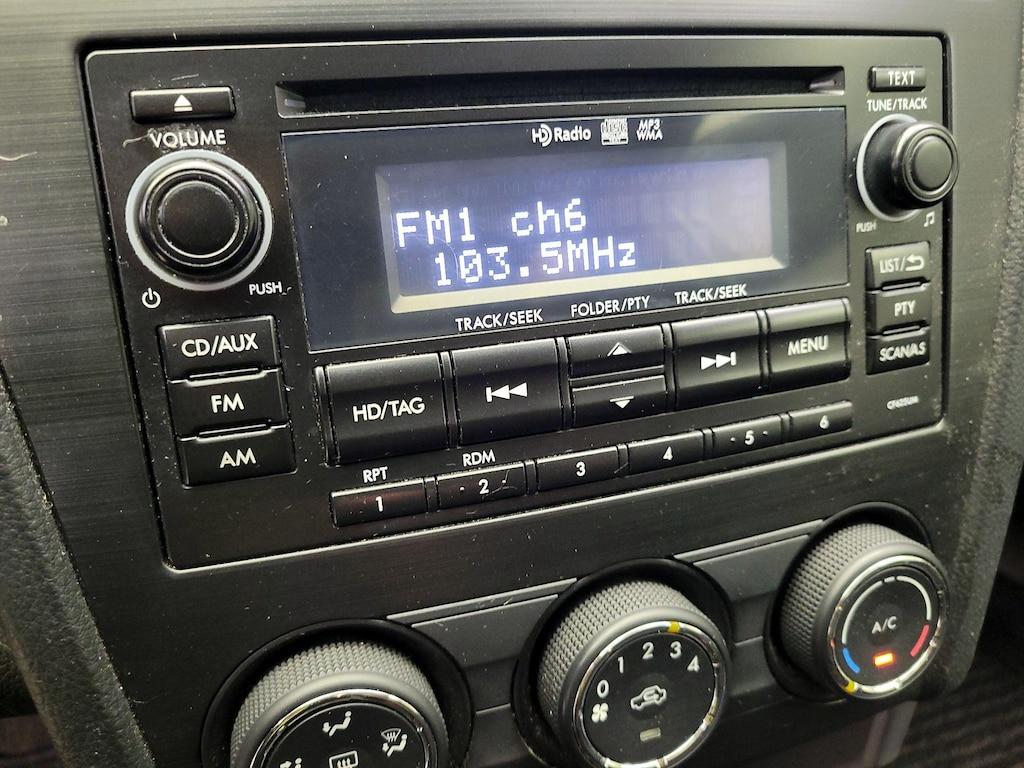 TEXT
VOLUME
TUNE/TRACK
HD Radio
MP3
WMA
FM1 ch6
103.5MHz
PUSH
PUSH
LIST/
PTY
SCAN/AS
TRACK/SEEK
FOLDER/PTY
TRACK/SEEK
CD/AUX
FM
AM
HD/TAG
MENU
RPT
RDM
1
2
3
4
5
6
A/C
0 1 2 3 4